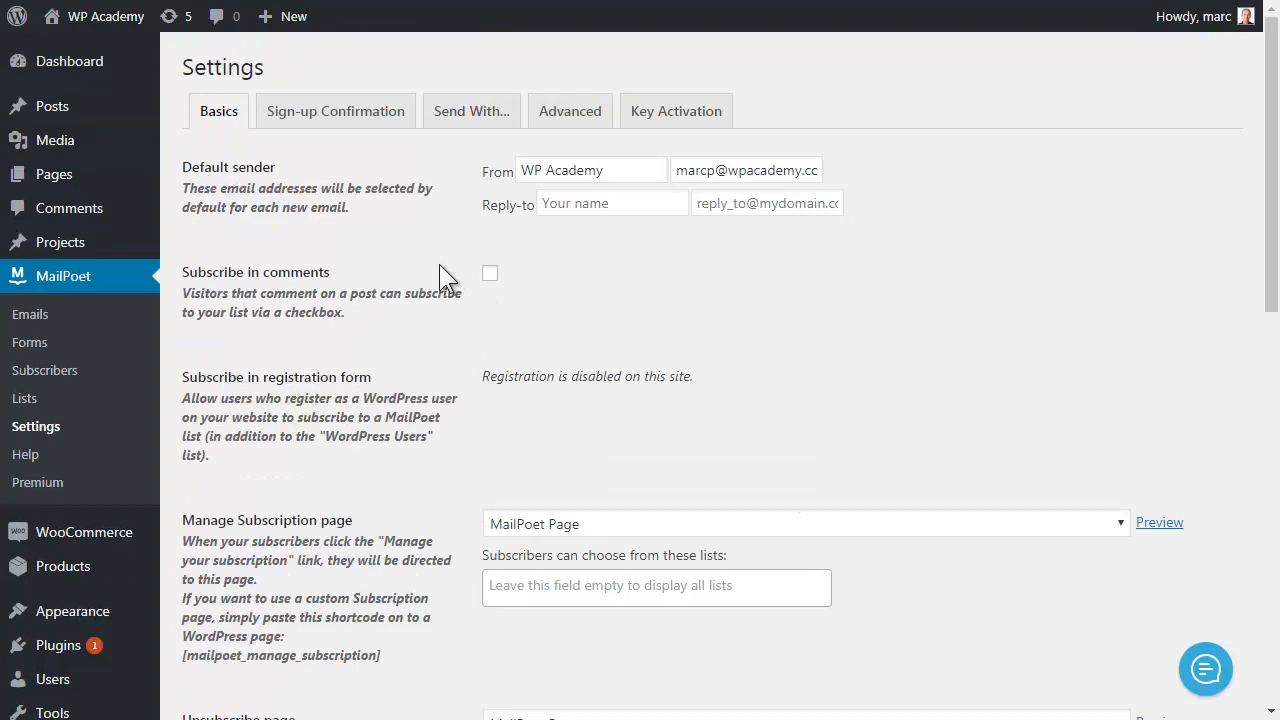 WP Academy 5 0 New Howdy, marc
Dashboard
Posts
Media
Pages
Comments
Projects
MailPoet
Emails
Forms
Subscribers
Lists
Settings
Help
Premium
WooCommerce
Products
Appearance
Plugins 1
Users
Tools
Settings
Basics Sign-up Confirmation Send With... Advanced Key Activation
Default sender
These email addresses will be selected by
default for each new email.
From WP Academy marcp@wpacademy.cc
Reply-to Your name reply_to@mydomain.co
Subscribe in comments
Visitors that comment on a post can subscribe
to your list via a checkbox.
Subscribe in registration form
Allow users who register as a WordPress user
on your website to subscribe to a MailPoet
list (in addition to the "WordPress Users"
list).
Registration is disabled on this site.
Manage Subscription page
When your subscribers click the "Manage
your subscription" link, they will be directed
to this page.
If you want to use a custom Subscription
page, simply paste this shortcode on to a
WordPress page:
[mailpoet_manage_subscription]
MailPoet Page Preview
Subscribers can choose from these lists:
Leave this field empty to display all lists
Unsubscribe page